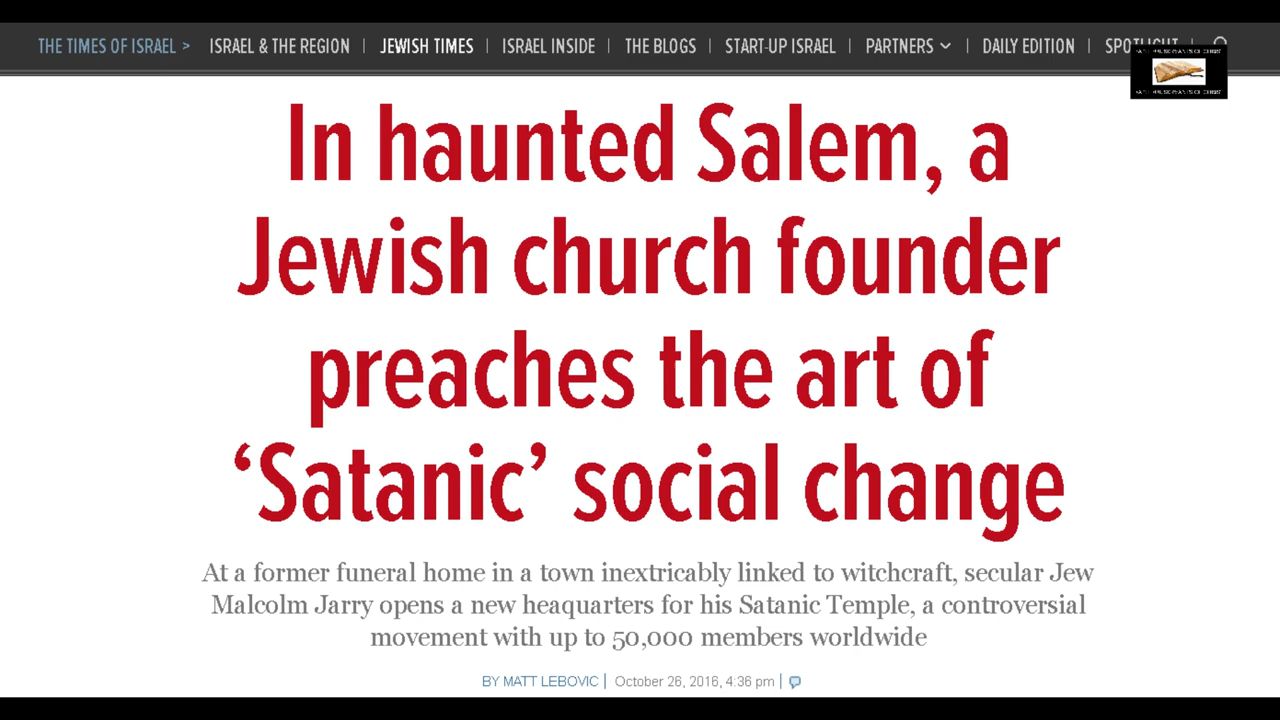 THE TIMES OF ISRAEL > ISRAEL & THE REGION | JEWISH TIMES | ISRAEL INSIDE | THE BLOGS | START-UP ISRAEL | PARTNERS | DAILY EDITION | SPOTLIGHT |
In haunted Salem, a
Jewish church founder
preaches the art of
‘Satanic’ social change
At a former funeral home in a town inextricably linked to witchcraft, secular Jew
Malcolm Jarry opens a new heaquarters for his Satanic Temple, a controversial
movement with up to 50,000 members worldwide
BY MATT LEBOVIC | October 26, 2016, 4:36 pm |